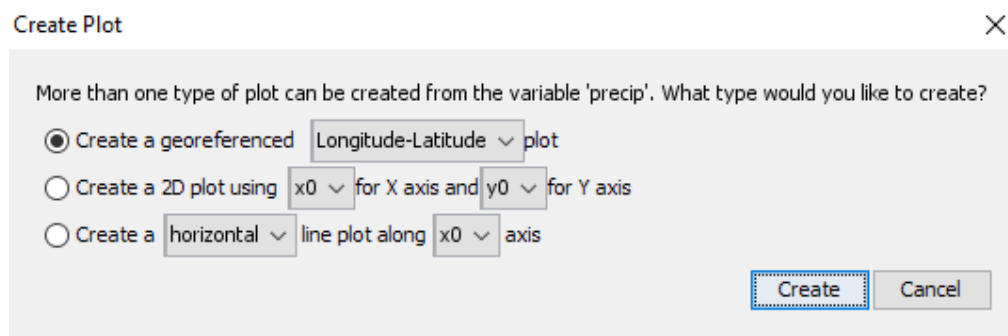 Create Plot
More than one type of plot can be created from the variable 'precip'. What type would you like to create?
Create a georeferenced Longitude-Latitude plot
Create a 2D plot using x0 for X axis and y0 for Y axis
Create a horizontal line plot along x0 axis
Create Cancel